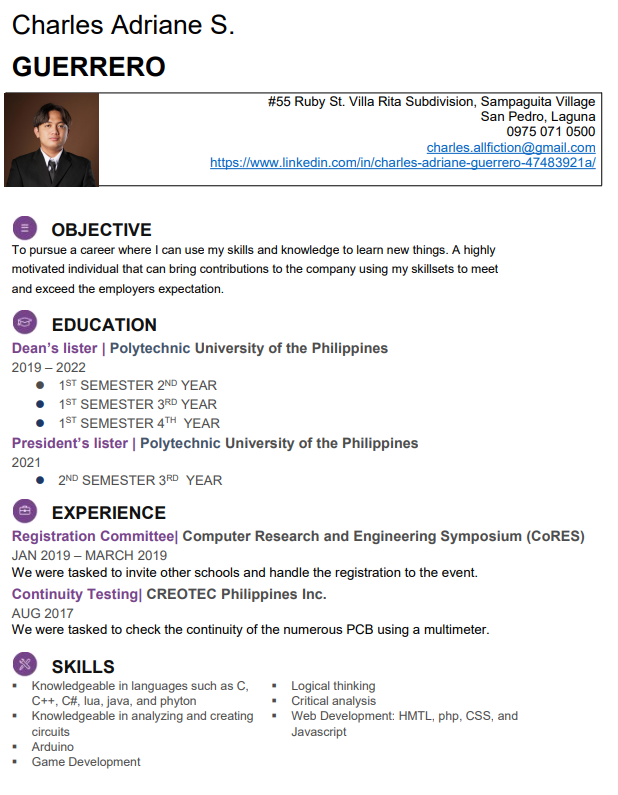 Charles Adriane S.
GUERRERO
#55 Ruby St. Villa Rita Subdivision, Sampaguita Village
San Pedro, Laguna
0975 071 0500
charles.allfiction@gmail.com
https://www.linkedin.com/in/charles-adriane-guerrero-47483921a/
OBJECTIVE
To pursue a career where I can use my skills and knowledge to learn new things. A highly
motivated individual that can bring contributions to the company using my skillsets to meet
and exceed the employers expectation.
EDUCATION
Dean’s lister | Polytechnic University of the Philippines
2019 – 2022
● 1ST SEMESTER 2ND YEAR
● 1ST SEMESTER 3RD YEAR
● 1ST SEMESTER 4TH YEAR
President’s lister | Polytechnic University of the Philippines
2021
● 2ND SEMESTER 3RD YEAR
EXPERIENCE
Registration Committee| Computer Research and Engineering Symposium (CoRES)
JAN 2019 – MARCH 2019
We were tasked to invite other schools and handle the registration to the event.
Continuity Testing| CREOTEC Philippines Inc.
AUG 2017
We were tasked to check the continuity of the numerous PCB using a multimeter.
SKILLS
▪ Knowledgeable in languages such as C,
C++, C#, lua, java, and phyton
▪ Knowledgeable in analyzing and creating
circuits
▪ Arduino
▪ Game Development
▪ Logical thinking
▪ Critical analysis
▪ Web Development: HMTL, php, CSS, and
Javascript